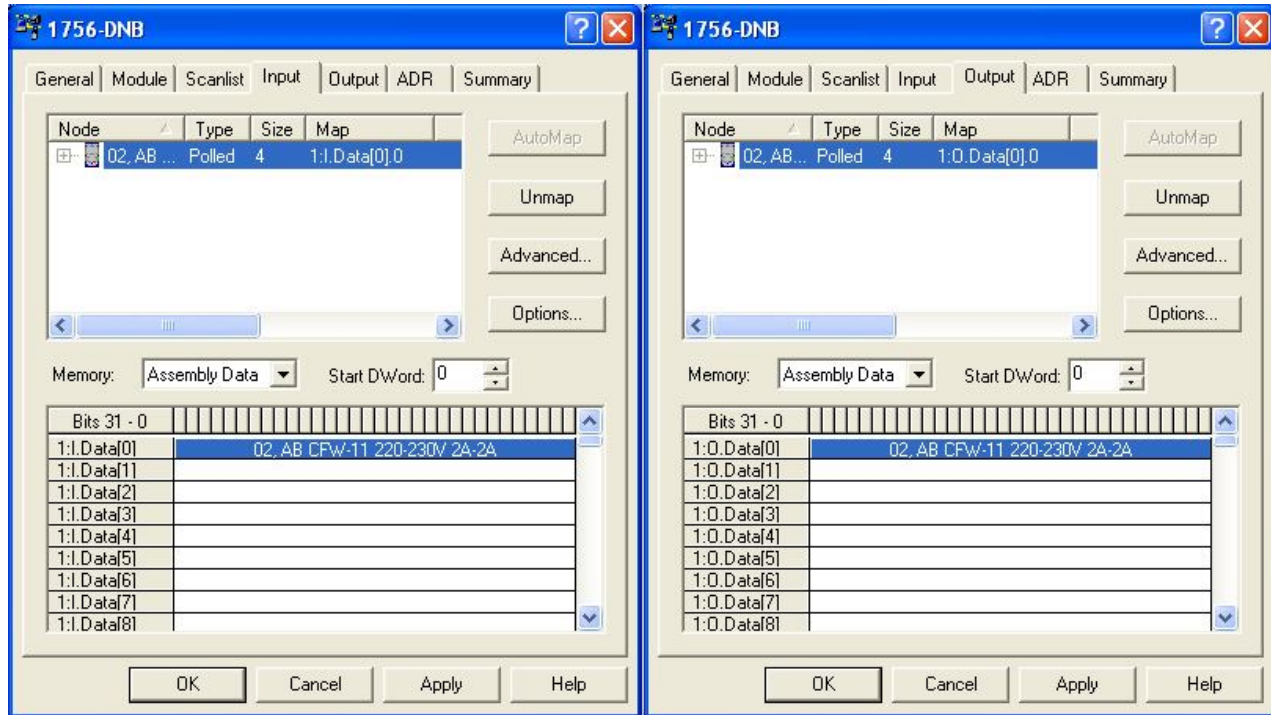 1756-DNB
General Module Scanlist Input Output ADR Summary
Node Type Size Map
02, AB ... Polled 4 1:I.Data[0].0
AutoMap
Unmap
Advanced...
Options...
Memory: Assembly Data Start DWord: 0
Bits 31 - 0
1:I.Data[0] 02, AB CFW-11 220-230V 2A-2A
1:I.Data[1]
1:I.Data[2]
1:I.Data[3]
1:I.Data[4]
1:I.Data[5]
1:I.Data[6]
1:I.Data[7]
1:I.Data[8]
OK Cancel Apply Help
1756-DNB
General Module Scanlist Input Output ADR Summary
Node Type Size Map
02, AB... Polled 4 1:O.Data[0].0
AutoMap
Unmap
Advanced...
Options...
Memory: Assembly Data Start DWord: 0
Bits 31 - 0
1:O.Data[0] 02, AB CFW-11 220-230V 2A-2A
1:O.Data[1]
1:O.Data[2]
1:O.Data[3]
1:O.Data[4]
1:O.Data[5]
1:O.Data[6]
1:O.Data[7]
1:O.Data[8]
OK Cancel Apply Help